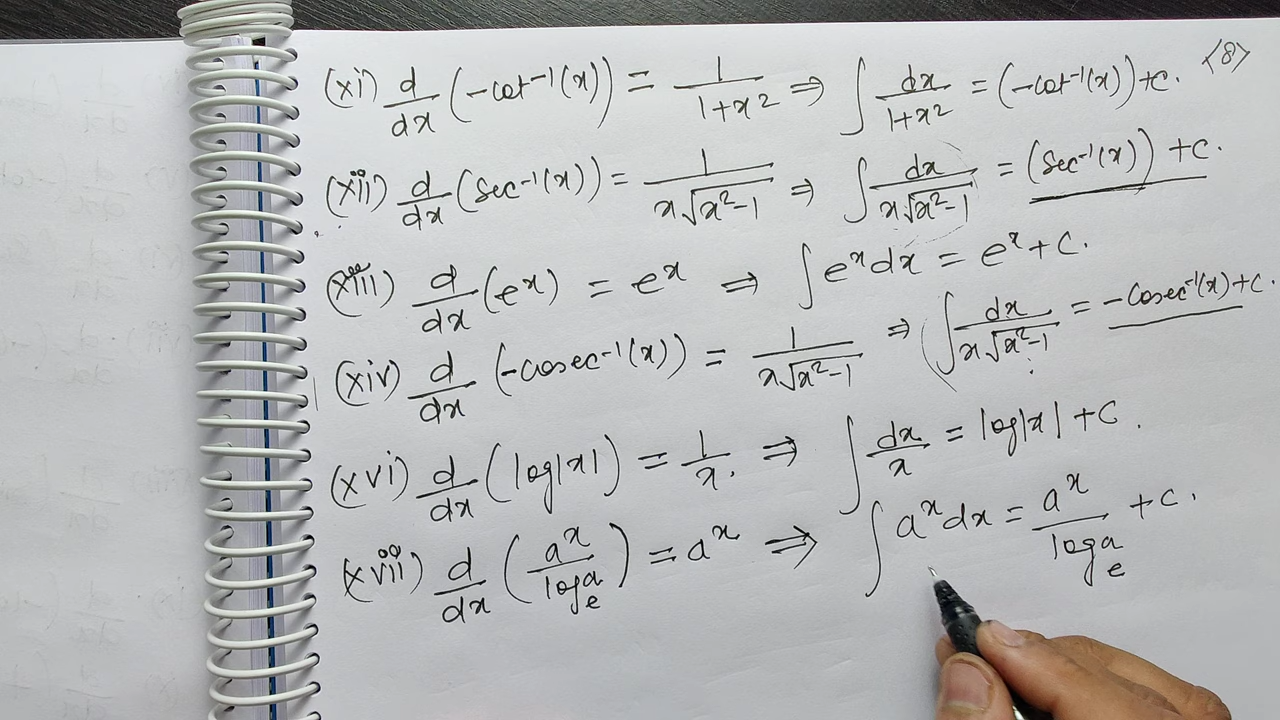 ⟨8⟩
(xi) d/dx (-cot⁻¹(x)) = 1/(1+x²) ⇒ ∫ dx/(1+x²) = (-cot⁻¹(x)) + c.
(xii) d/dx (sec⁻¹(x)) = 1/(x√(x²-1)) ⇒ ∫ dx/(x√(x²-1)) = (sec⁻¹(x)) + c.
(xiii) d/dx (eˣ) = eˣ ⇒ ∫ eˣ dx = eˣ + c.
(xiv) d/dx (-cosec⁻¹(x)) = 1/(x√(x²-1)) ⇒ ∫ dx/(x√(x²-1)) = -cosec⁻¹(x) + c.
(xvi) d/dx (log|x|) = 1/x. ⇒ ∫ dx/x = log|x| + c.
(xvii) d/dx (aˣ/logₑa) = aˣ ⇒ ∫ aˣ dx = aˣ/logₑa + c.